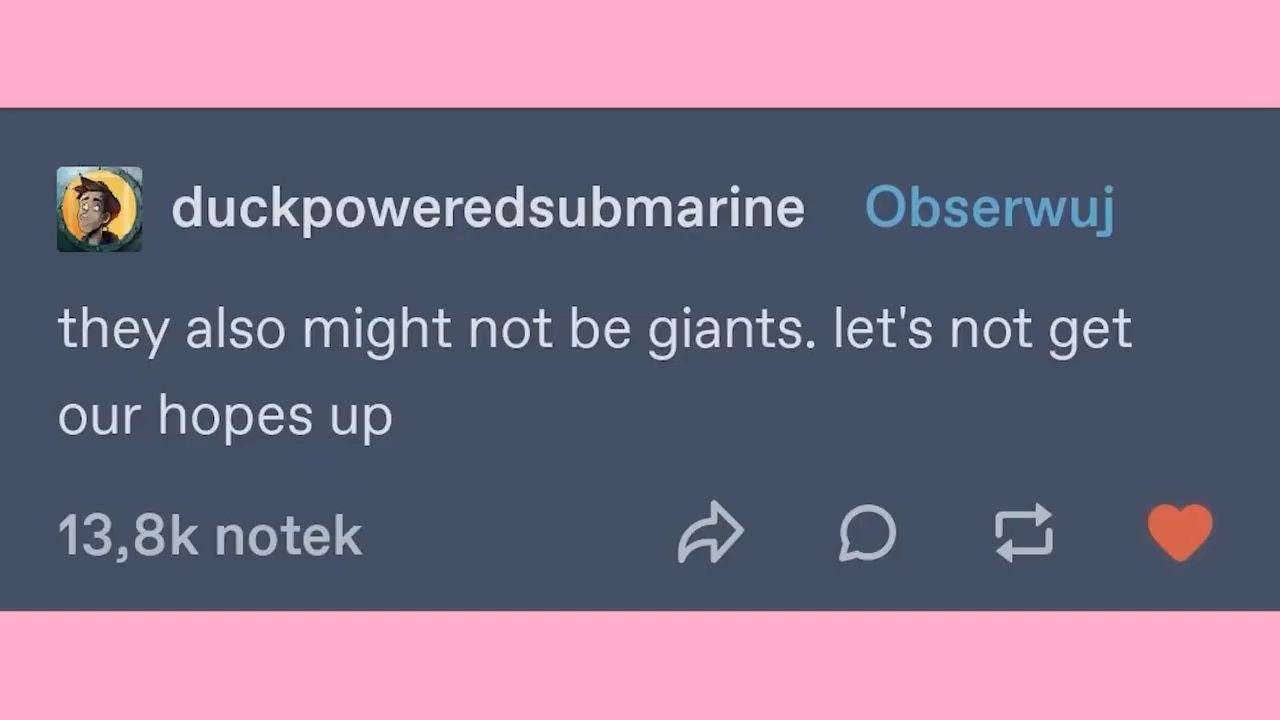 duckpoweredsubmarine Obserwuj
they also might not be giants. let's not get
our hopes up
13,8k notek